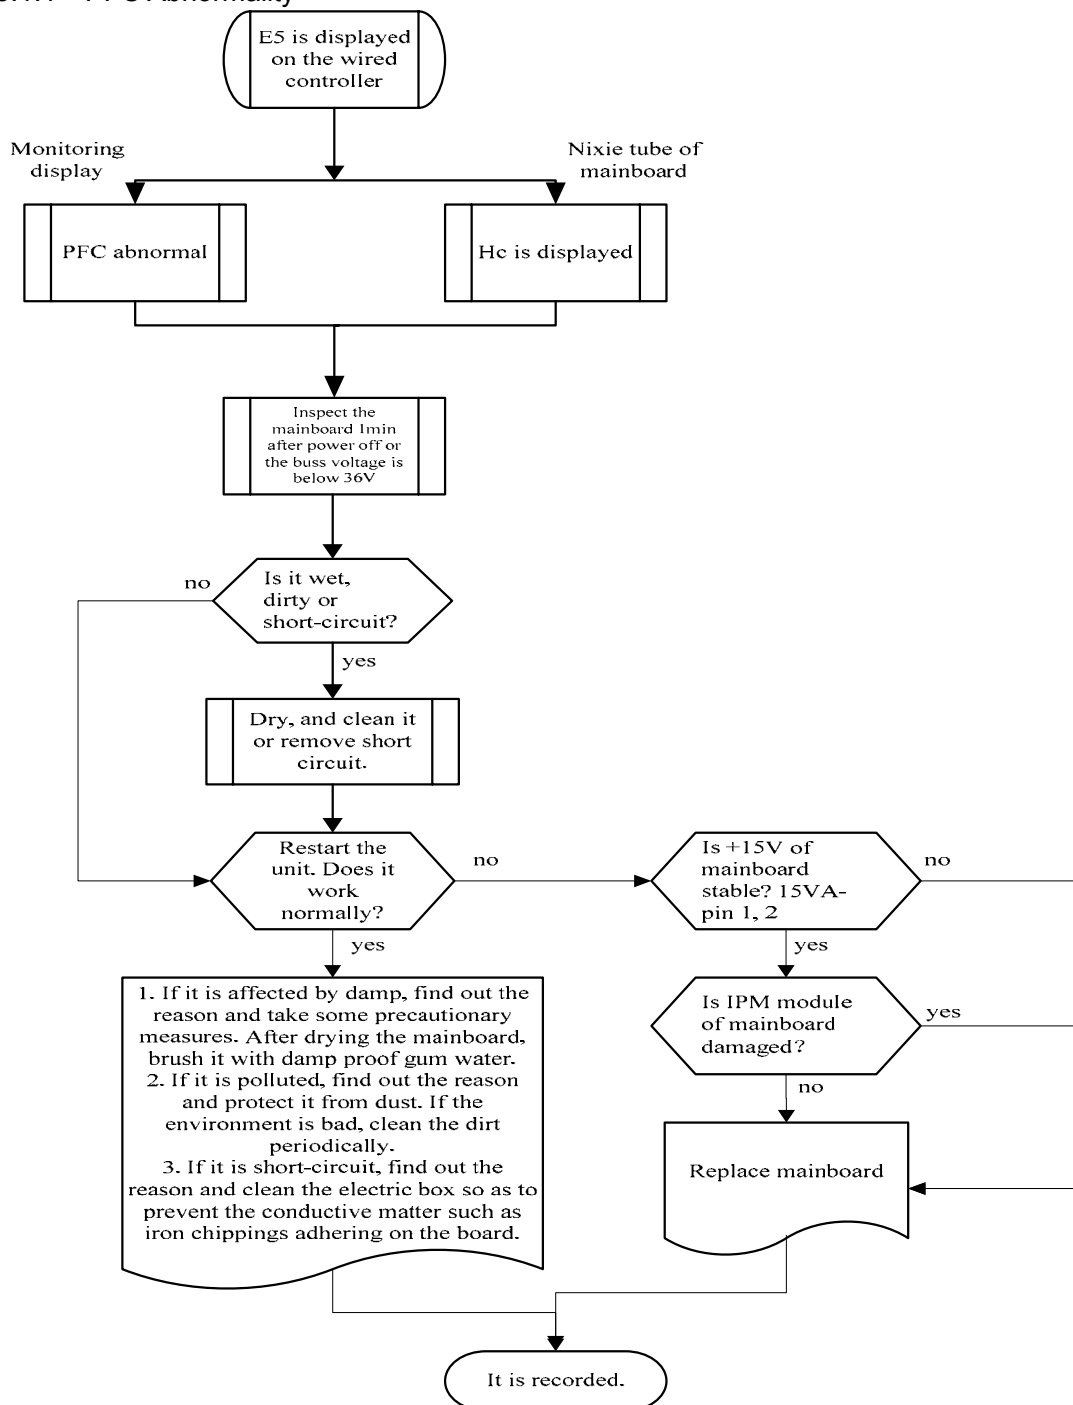 PFC Abnormality
E5 is displayed
on the wired
controller
Monitoring
display
Nixie tube of
mainboard
PFC abnormal
Hc is displayed
Inspect the
mainboard 1min
after power off or
the buss voltage is
below 36V
no
Is it wet,
dirty or
short-circuit?
yes
Dry, and clean it
or remove short
circuit.
Restart the
unit. Does it
work
normally?
no
Is +15V of
mainboard
stable? 15VA-
pin 1, 2
no
yes
yes
1. If it is affected by damp, find out the
reason and take some precautionary
measures. After drying the mainboard,
brush it with damp proof gum water.
2. If it is polluted, find out the reason
and protect it from dust. If the
environment is bad, clean the dirt
periodically.
3. If it is short-circuit, find out the
reason and clean the electric box so as to
prevent the conductive matter such as
iron chippings adhering on the board.
Is IPM module
of mainboard
damaged?
yes
no
Replace mainboard
It is recorded.